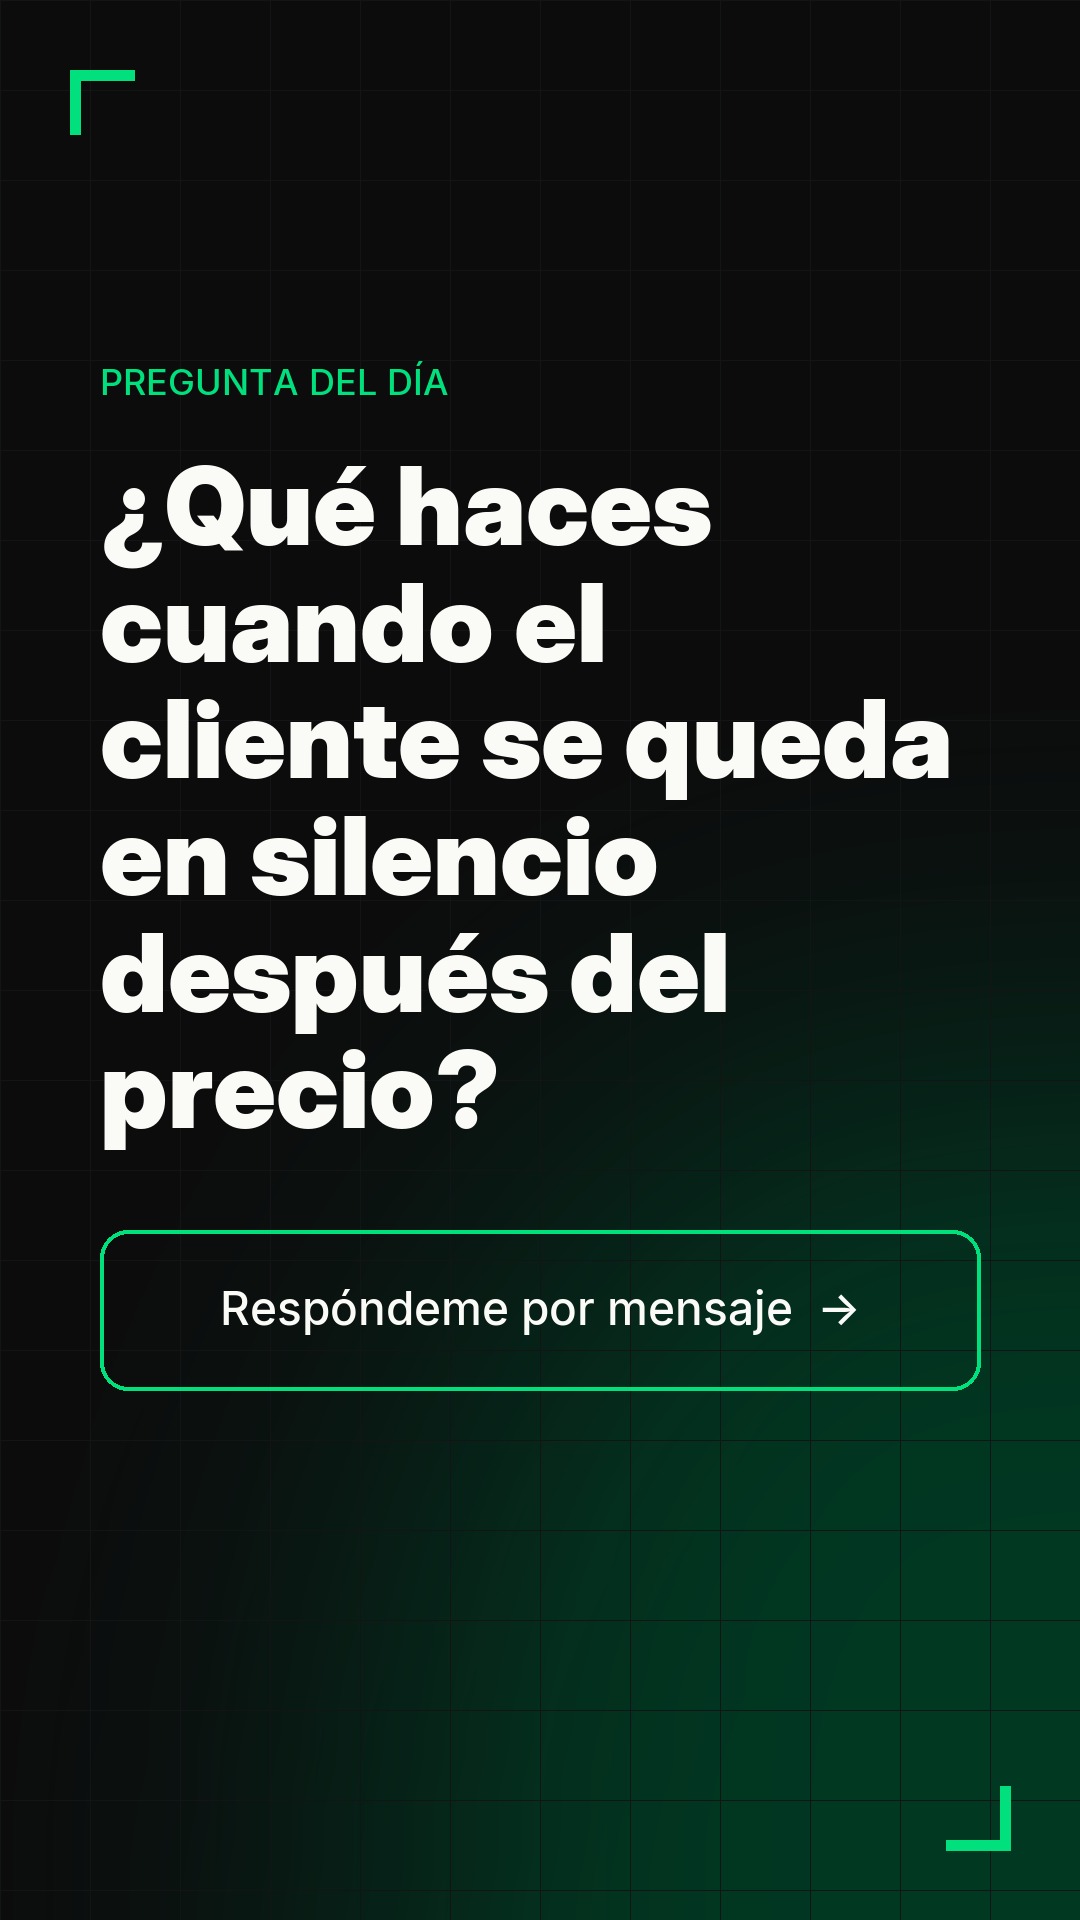 PREGUNTA DEL DÍA
¿Qué haces
cuando el
cliente se queda
en silencio
después del
precio?
Respóndeme por mensaje →